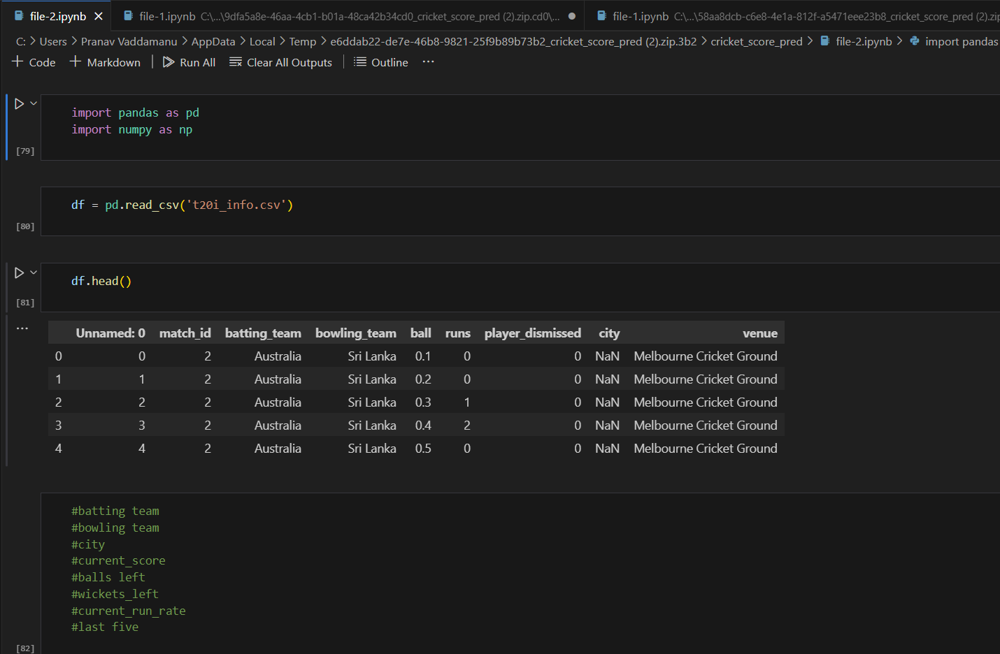 file-2.ipynb file-1.ipynb C:\...\9dfa5a8e-46aa-4cb1-b01a-48ca42b34cd0_cricket_score_pred (2).zip.cd0\... file-1.ipynb C:\...\58aa8dcb-c6e8-4e1a-812f-a5471eee23b8_cricket_score_pred (2).zip
C: > Users > Pranav Vaddamanu > AppData > Local > Temp > e6ddab22-de7e-46b8-9821-25f9b89b73b2_cricket_score_pred (2).zip.3b2 > cricket_score_pred > file-2.ipynb > import pandas
+ Code + Markdown | Run All Clear All Outputs | Outline ...
import pandas as pd
import numpy as np
[79]
df = pd.read_csv('t20i_info.csv')
[80]
df.head()
[81]
...
Unnamed: 0 match_id batting_team bowling_team ball runs player_dismissed city venue
0 0 2 Australia Sri Lanka 0.1 0 0 NaN Melbourne Cricket Ground
1 1 2 Australia Sri Lanka 0.2 0 0 NaN Melbourne Cricket Ground
2 2 2 Australia Sri Lanka 0.3 1 0 NaN Melbourne Cricket Ground
3 3 2 Australia Sri Lanka 0.4 2 0 NaN Melbourne Cricket Ground
4 4 2 Australia Sri Lanka 0.5 0 0 NaN Melbourne Cricket Ground
#batting team
#bowling team
#city
#current_score
#balls left
#wickets_left
#current_run_rate
#last five
[82]